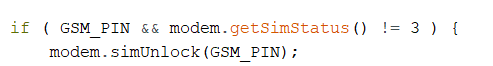 if ( GSM_PIN && modem.getSimStatus() != 3 ) {
    modem.simUnlock(GSM_PIN);